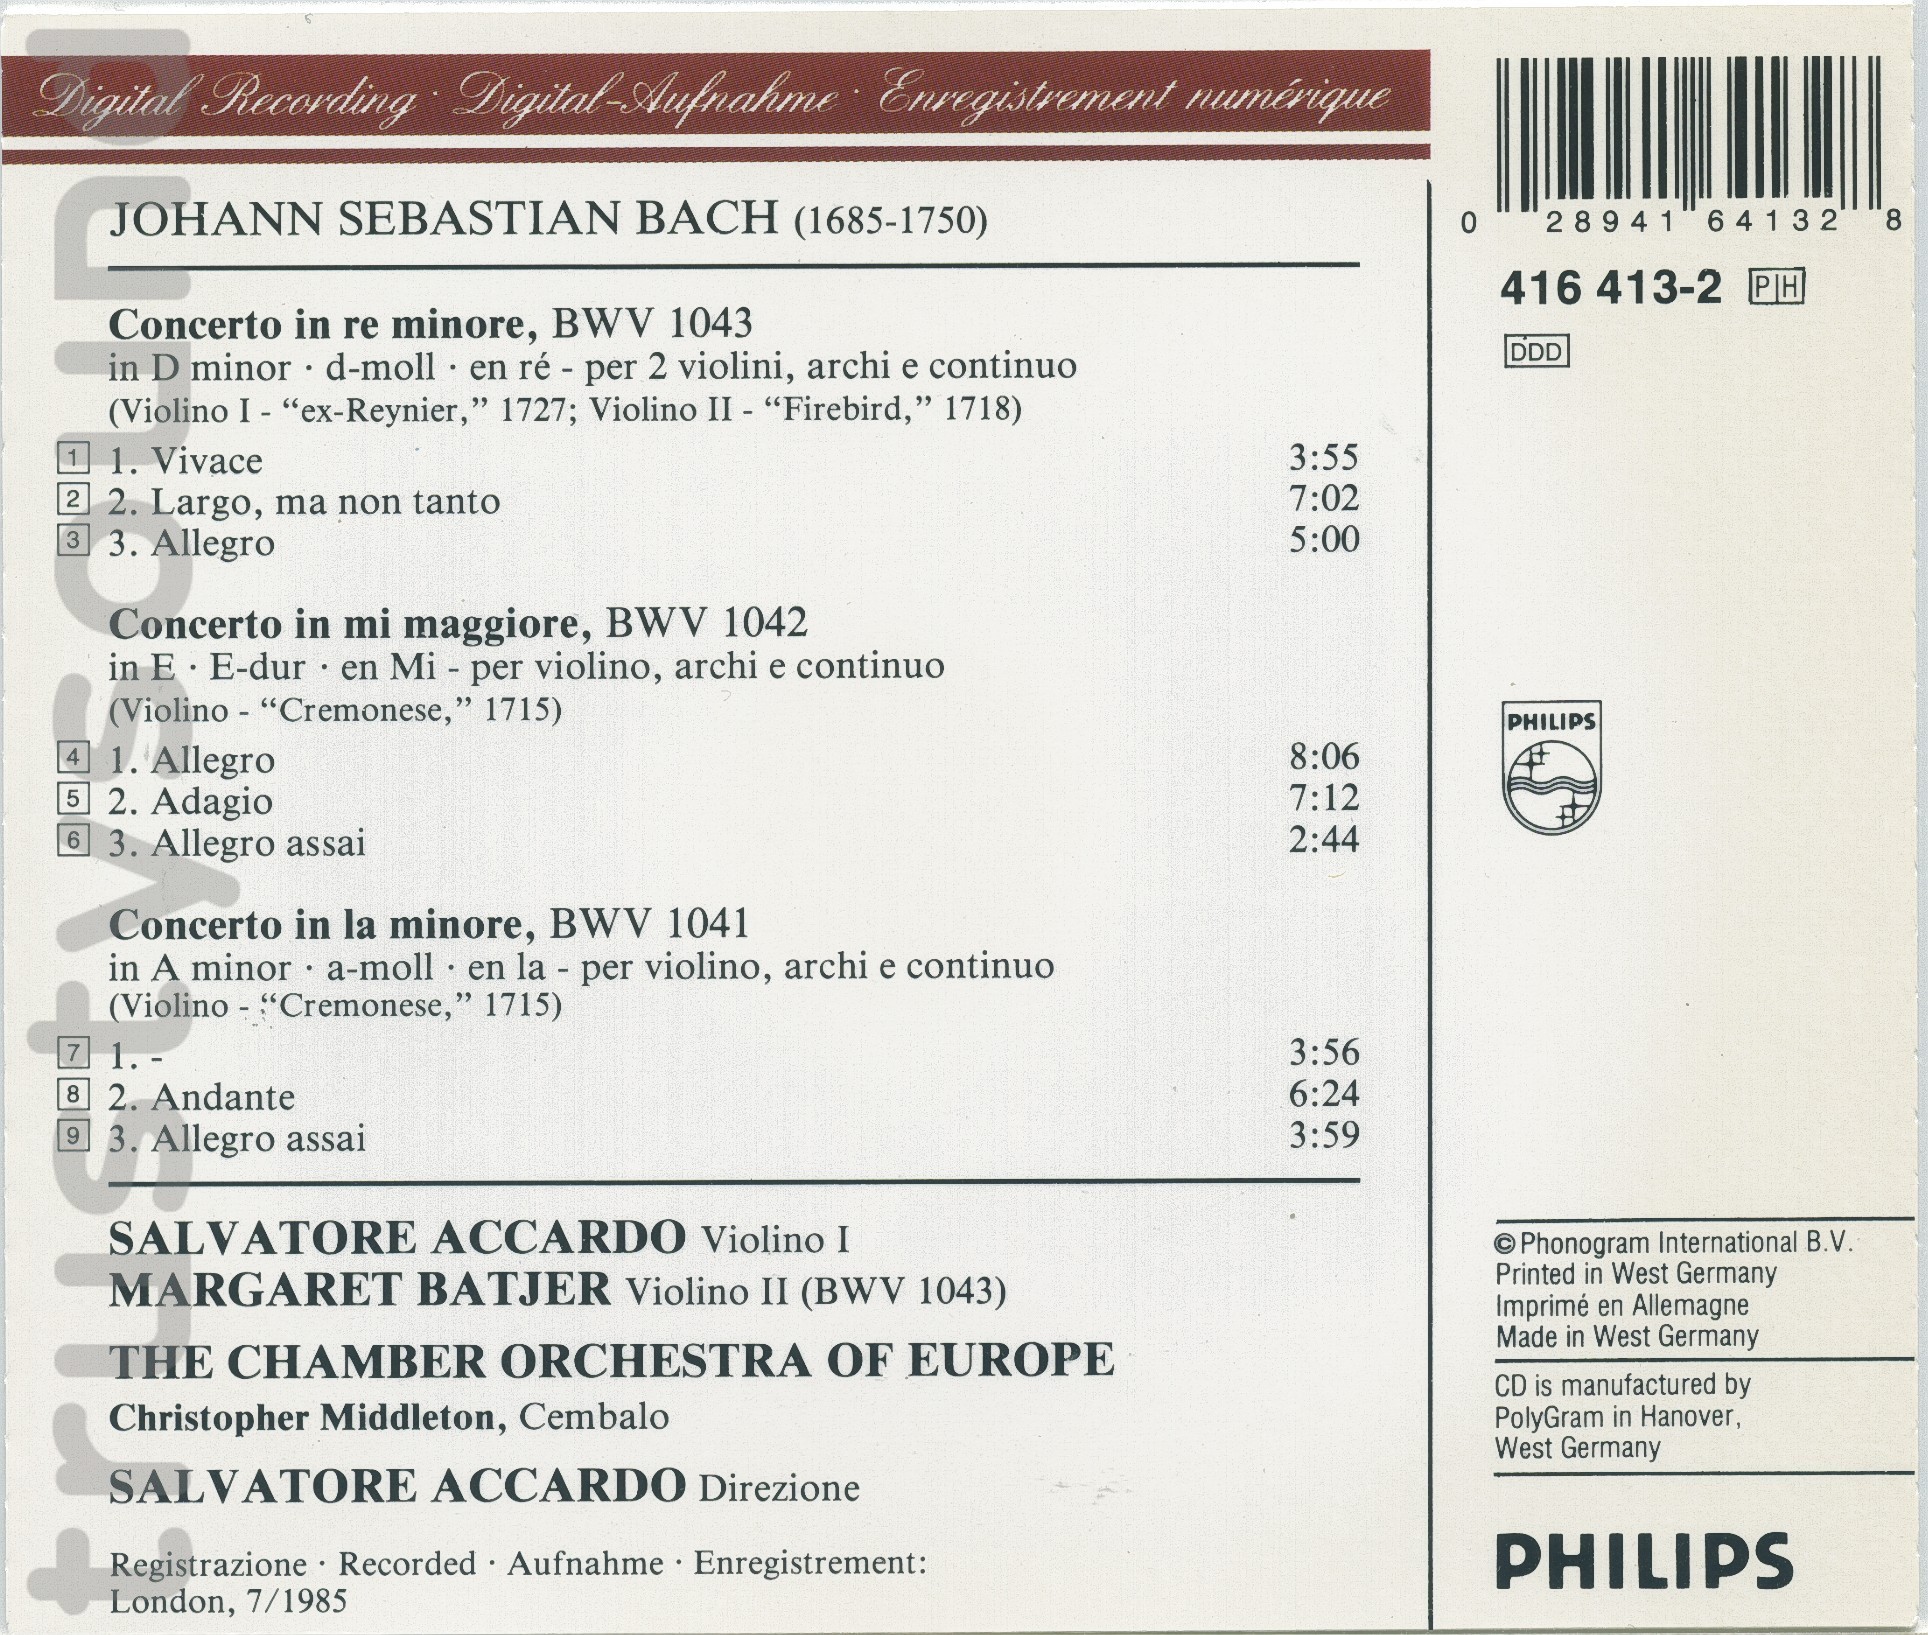 Digital Recording · Digital-Aufnahme · Enregistrement numérique
JOHANN SEBASTIAN BACH (1685-1750)
Concerto in re minore, BWV 1043
in D minor · d-moll · en ré - per 2 violini, archi e continuo
(Violino I - “ex-Reynier,” 1727; Violino II - “Firebird,” 1718)
1 1. Vivace 3:55
2 2. Largo, ma non tanto 7:02
3 3. Allegro 5:00
Concerto in mi maggiore, BWV 1042
in E · E-dur · en Mi - per violino, archi e continuo
(Violino - “Cremonese,” 1715)
4 1. Allegro 8:06
5 2. Adagio 7:12
6 3. Allegro assai 2:44
Concerto in la minore, BWV 1041
in A minor · a-moll · en la - per violino, archi e continuo
(Violino - “Cremonese,” 1715)
7 1. - 3:56
8 2. Andante 6:24
9 3. Allegro assai 3:59
SALVATORE ACCARDO Violino I
MARGARET BATJER Violino II (BWV 1043)
THE CHAMBER ORCHESTRA OF EUROPE
Christopher Middleton, Cembalo
SALVATORE ACCARDO Direzione
Registrazione · Recorded · Aufnahme · Enregistrement:
London, 7/1985
0 28941 64132 8
416 413-2 PH
DDD
PHILIPS
© Phonogram International B.V.
Printed in West Germany
Imprimé en Allemagne
Made in West Germany
CD is manufactured by
PolyGram in Hanover,
West Germany
PHILIPS
trustysound